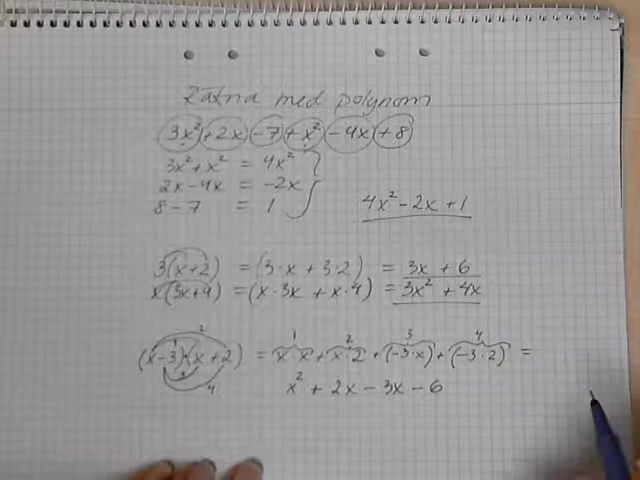 Räkna med polynom
3x² + 2x - 7 + x² - 4x + 8
3x² + x² = 4x²
2x - 4x = -2x
8 - 7 = 1
4x² - 2x + 1
3(x+2) = (3·x + 3·2) = 3x + 6
x(3x+4) = (x·3x + x·4) = 3x² + 4x
1 2 3 4
(x-3)·(x+2) = x·x + x·2 + (-3·x) + (-3·2) =
x² + 2x - 3x - 6